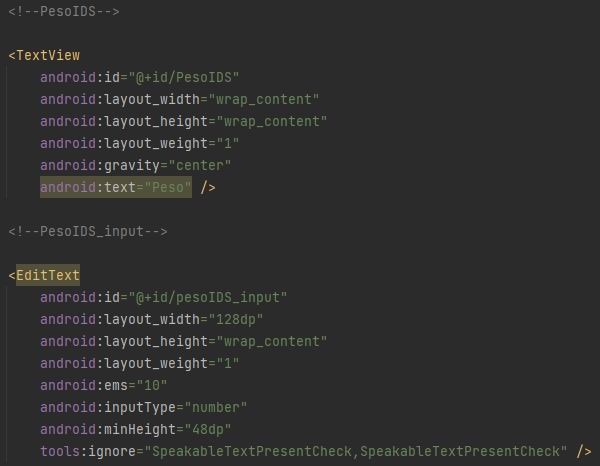 <!--PesoIDS-->
<TextView
android:id="@+id/PesoIDS"
android:layout_width="wrap_content"
android:layout_height="wrap_content"
android:layout_weight="1"
android:gravity="center"
android:text="Peso" />
<!--PesoIDS_input-->
<EditText
android:id="@+id/pesoIDS_input"
android:layout_width="128dp"
android:layout_height="wrap_content"
android:layout_weight="1"
android:ems="10"
android:inputType="number"
android:minHeight="48dp"
tools:ignore="SpeakableTextPresentCheck,SpeakableTextPresentCheck" />